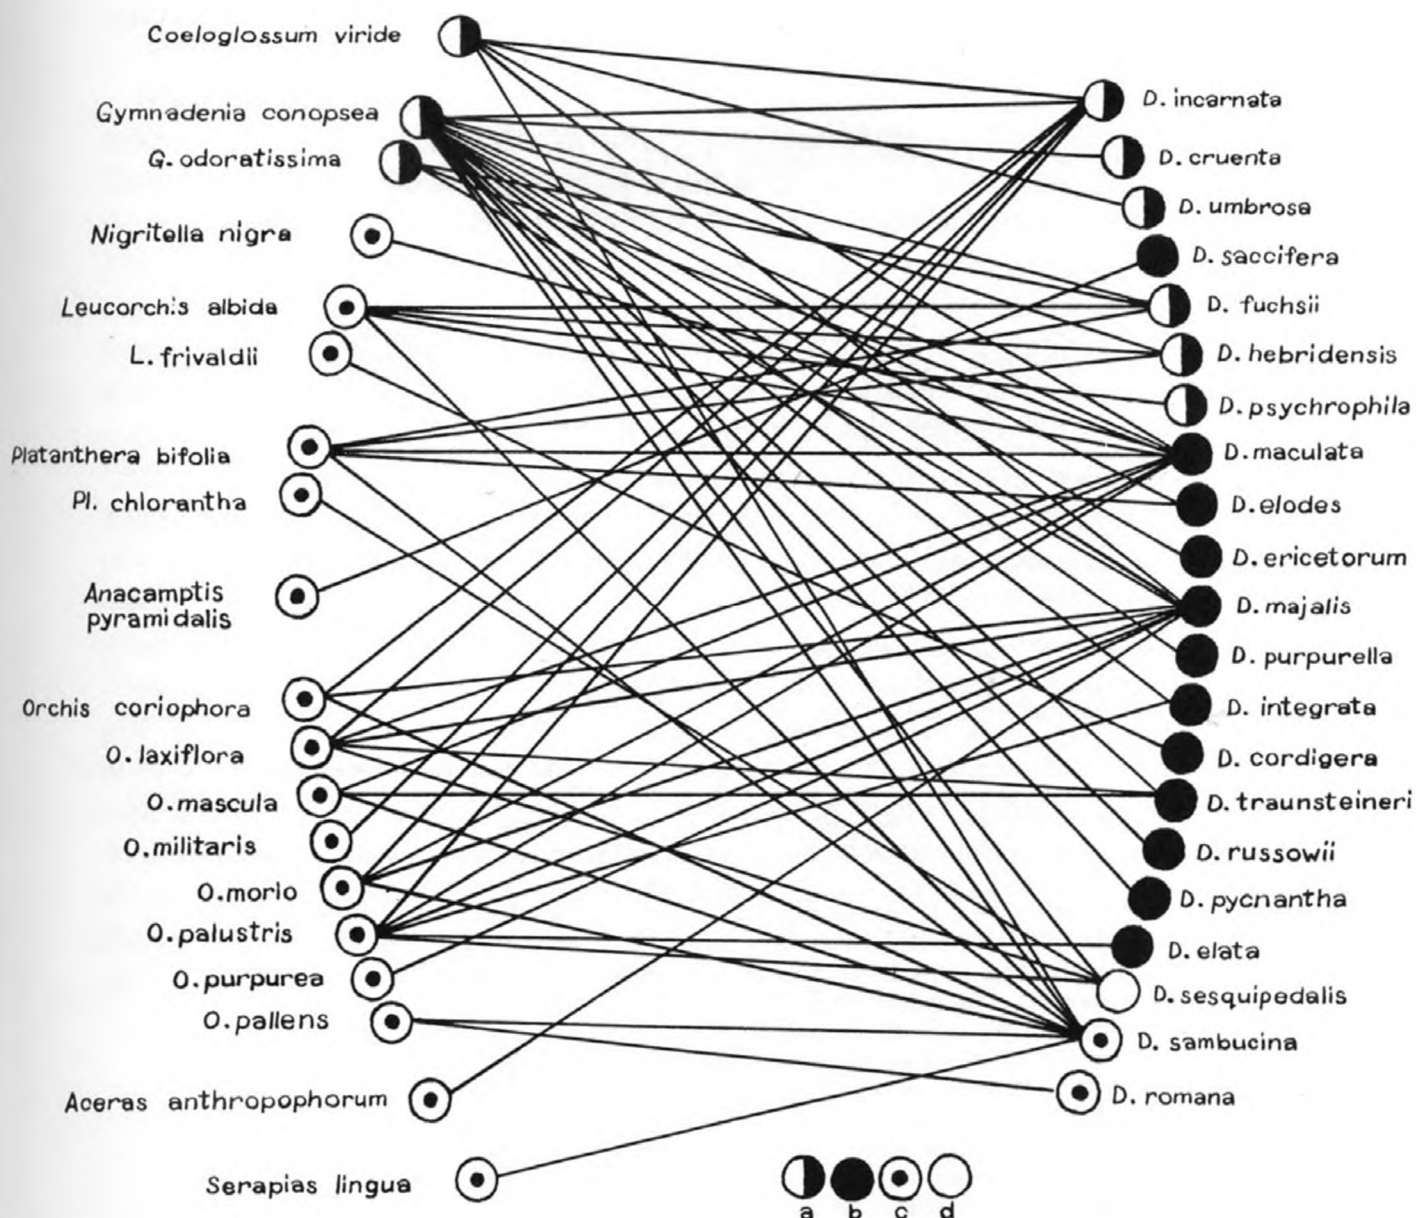 Coeloglossum viride
Gymnadenia conopsea
G. odoratissima
Nigritella nigra
Leucorchis albida
L. frivaldii
Platanthera bifolia
Pl. chlorantha
Anacamptis
pyramidalis
Orchis coriophora
O. laxiflora
O. mascula
O. militaris
O. morio
O. palustris
O. purpurea
O. pallens
Aceras anthropophorum
Serapias lingua
D. incarnata
D. cruenta
D. umbrosa
D. saccifera
D. fuchsii
D. hebridensis
D. psychrophila
D. maculata
D. elodes
D. ericetorum
D. majalis
D. purpurella
D. integrata
D. cordigera
D. traunsteineri
D. russowii
D. pycnantha
D. elata
D. sesquipedalis
D. sambucina
D. romana
a b c d